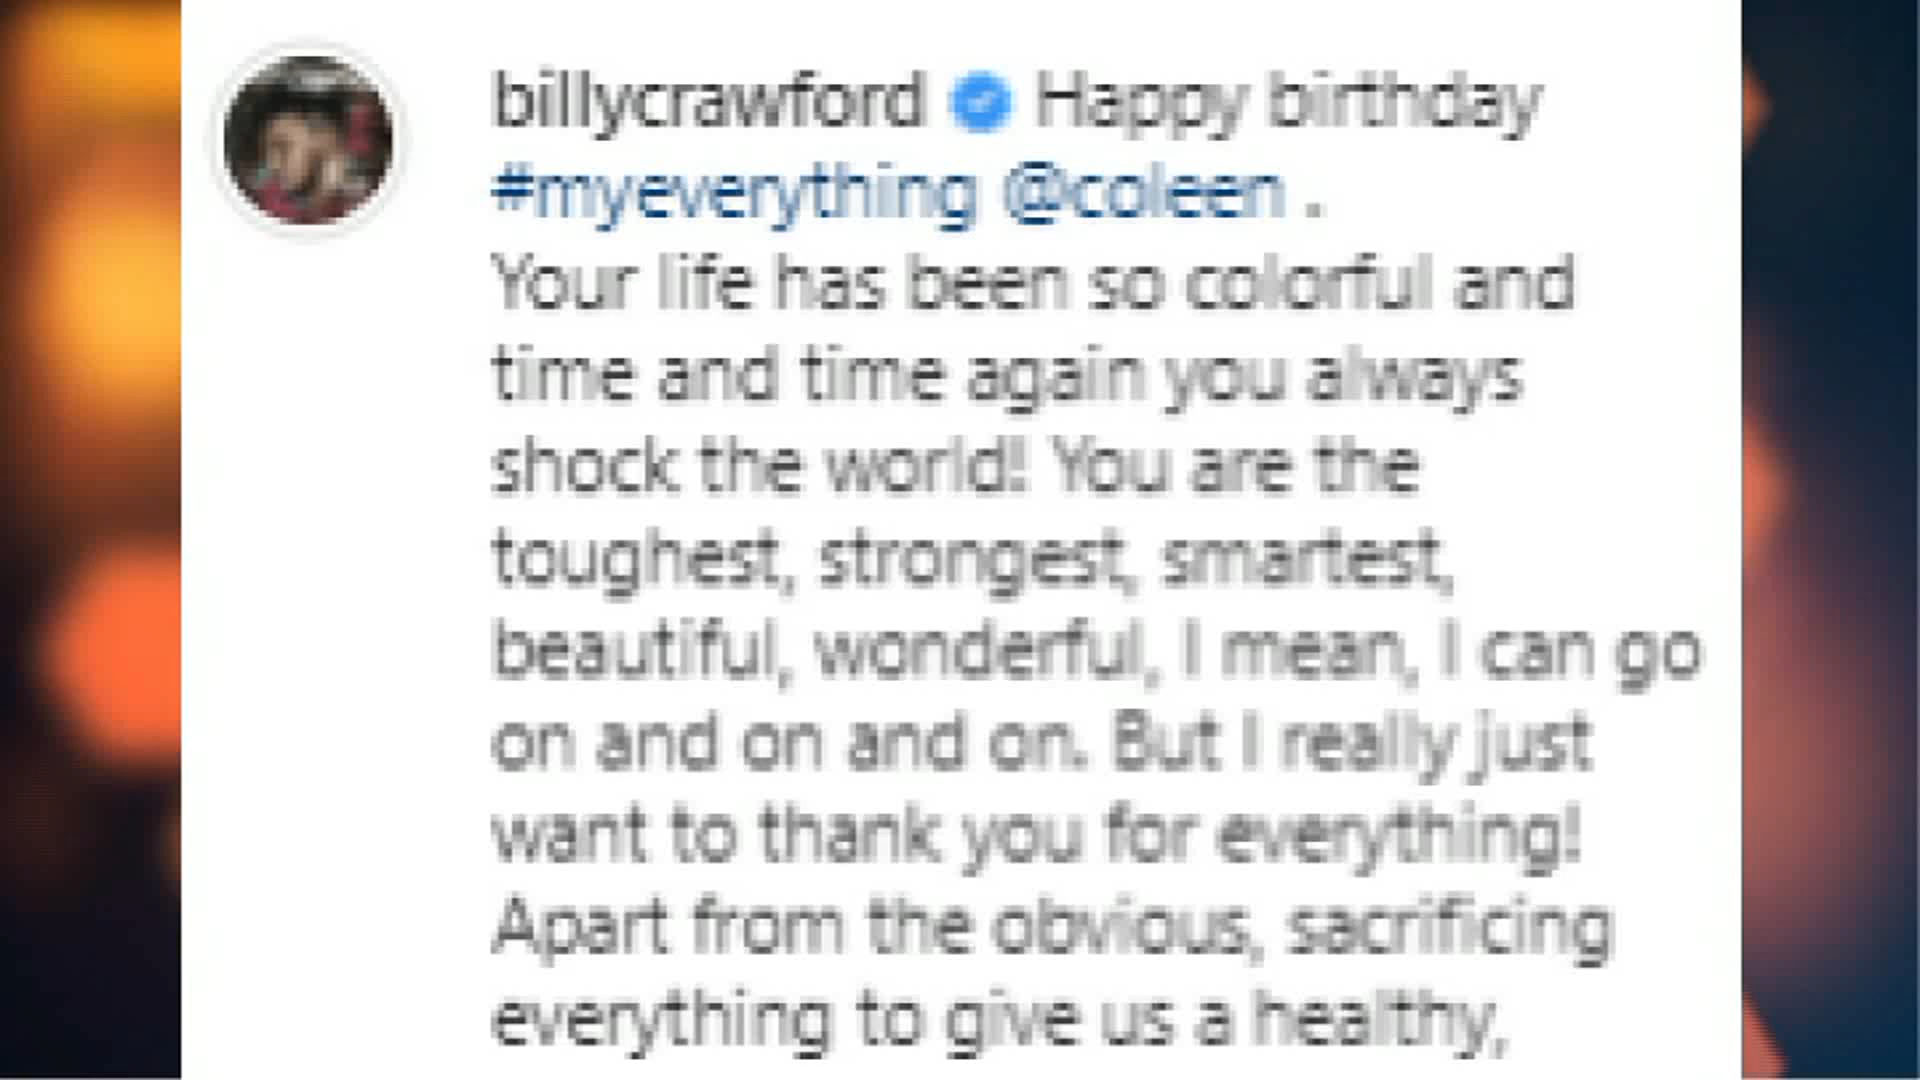 billycrawford Happy birthday
#myeverything @coleen .
Your life has been so colorful and
time and time again you always
shock the world! You are the
toughest, strongest, smartest,
beautiful, wonderful, I mean, I can go
on and on and on. But I really just
want to thank you for everything!
Apart from the obvious, sacrificing
everything to give us a healthy,